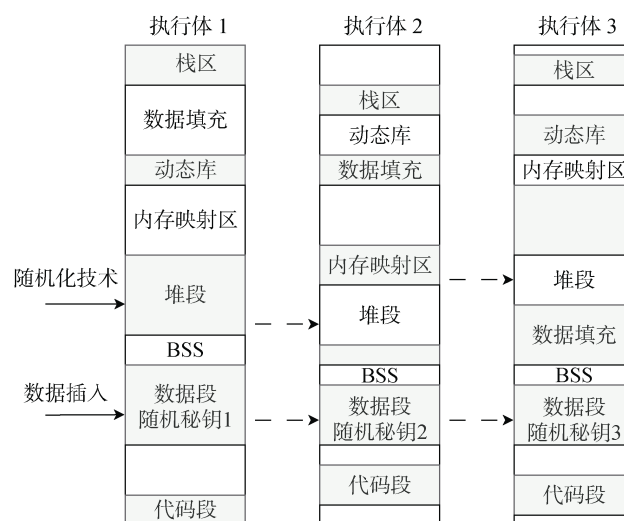 执行体 1
栈区
数据填充
动态库
内存映射区
堆段
BSS
数据段
随机秘钥1
代码段
随机化技术
数据插入
执行体 2
栈区
动态库
数据填充
内存映射区
堆段
BSS
数据段
随机秘钥2
代码段
执行体 3
栈区
动态库
内存映射区
堆段
数据填充
BSS
数据段
随机秘钥3
代码段